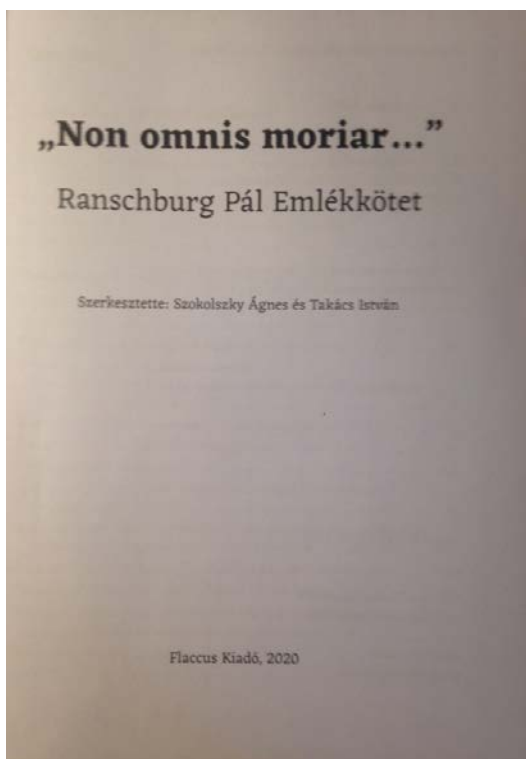 „Non omnis moriar...”
Ranschburg Pál Emlékkötet
Szerkesztette: Szokolszky Ágnes és Takács István
Flaccus Kiadó, 2020